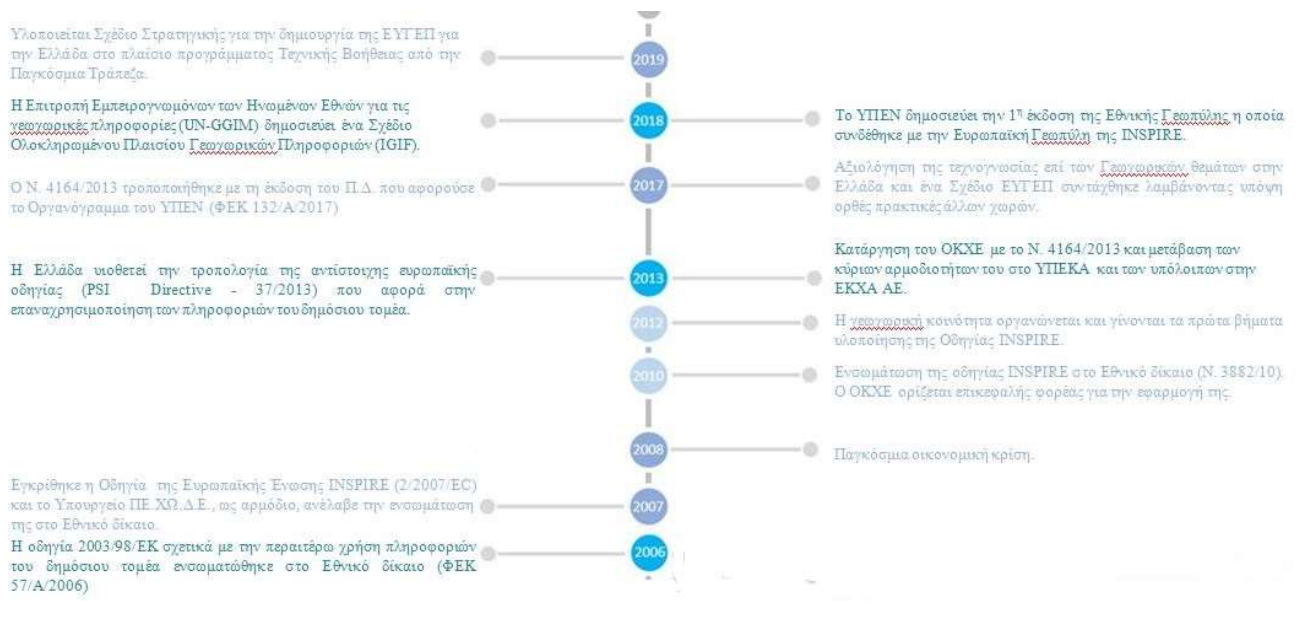 Υλοποιείται Σχέδιο Στρατηγικής για την δημιουργία της ΕΥΓΕΠ για
την Ελλάδα στο πλαίσιο προγράμματος Τεχνικής Βοήθειας από την
Παγκόσμια Τράπεζα.
2019
Η Επιτροπή Εμπειρογνωμόνων των Ηνωμένων Εθνών για τις
γεωχωρικές πληροφορίες (UN-GGIM) δημοσιεύει ένα Σχέδιο
Ολοκληρωμένου Πλαισίου Γεωχωρικών Πληροφοριών (IGIF).
2018
Το ΥΠΕΝ δημοσιεύει την 1η έκδοση της Εθνικής Γεωπύλης η οποία
συνδέθηκε με την Ευρωπαϊκή Γεωπύλη της INSPIRE.
Ο Ν. 4164/2013 τροποποιήθηκε με τη έκδοση του Π.Δ. που αφορούσε
το Οργανόγραμμα του ΥΠΕΝ (ΦΕΚ 132/Α/2017)
2017
Αξιολόγηση της τεχνογνωσίας επί των Γεωχωρικών θεμάτων στην
Ελλάδα και ένα Σχέδιο ΕΥΓΕΠ συντάχθηκε λαμβάνοντας υπόψη
ορθές πρακτικές άλλων χωρών.
Η Ελλάδα υιοθετεί την τροπολογία της αντίστοιχης ευρωπαϊκής
οδηγίας (PSI Directive - 37/2013) που αφορά στην
επαναχρησιμοποίηση των πληροφοριών του δημόσιου τομέα.
2013
Κατάργηση του ΟΚΧΕ με το Ν. 4164/2013 και μετάβαση των
κύριων αρμοδιοτήτων του στο ΥΠΕΚΑ και των υπόλοιπων στην
ΕΚΧΑ ΑΕ.
2012
Η γεωχωρική κοινότητα οργανώνεται και γίνονται τα πρώτα βήματα
υλοποίησης της Οδηγίας INSPIRE.
2010
Ενσωμάτωση της οδηγίας INSPIRE στο Εθνικό δίκαιο (Ν. 3882/10).
Ο ΟΚΧΕ ορίζεται επικεφαλής φορέας για την εφαρμογή της.
2008
Παγκόσμια οικονομική κρίση.
Εγκρίθηκε η Οδηγία της Ευρωπαϊκής Ένωσης INSPIRE (2/2007/EC)
και το Υπουργείο ΠΕ.ΧΩ.Δ.Ε., ως αρμόδιο, ανέλαβε την ενσωμάτωση
της στο Εθνικό δίκαιο.
2007
Η οδηγία 2003/98/ΕΚ σχετικά με την περαιτέρω χρήση πληροφοριών
του δημόσιου τομέα ενσωματώθηκε στο Εθνικό δίκαιο (ΦΕΚ
57/Α/2006)
2006